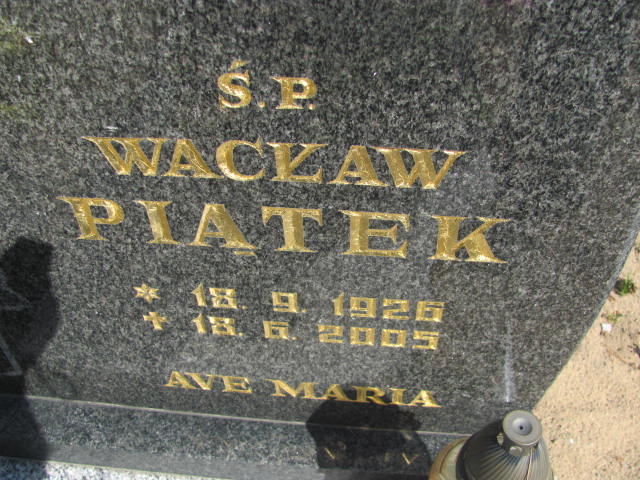 Ś.P.
WACŁAW
PIĄTEK
* 18. 9. 1926
✝ 18. 6. 2005
AVE MARIA